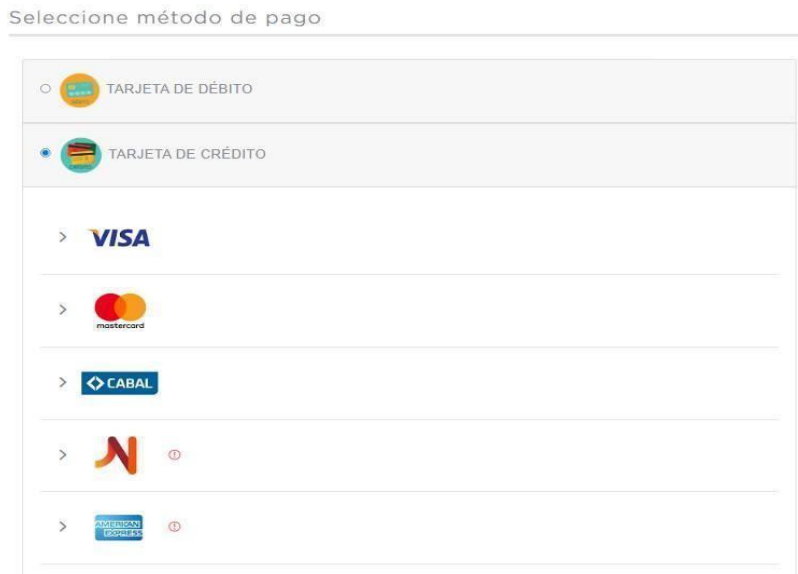 Seleccione método de pago
TARJETA DE DÉBITO
TARJETA DE CRÉDITO
VISA
mastercard
CABAL
N
AMERICAN
EXPRESS